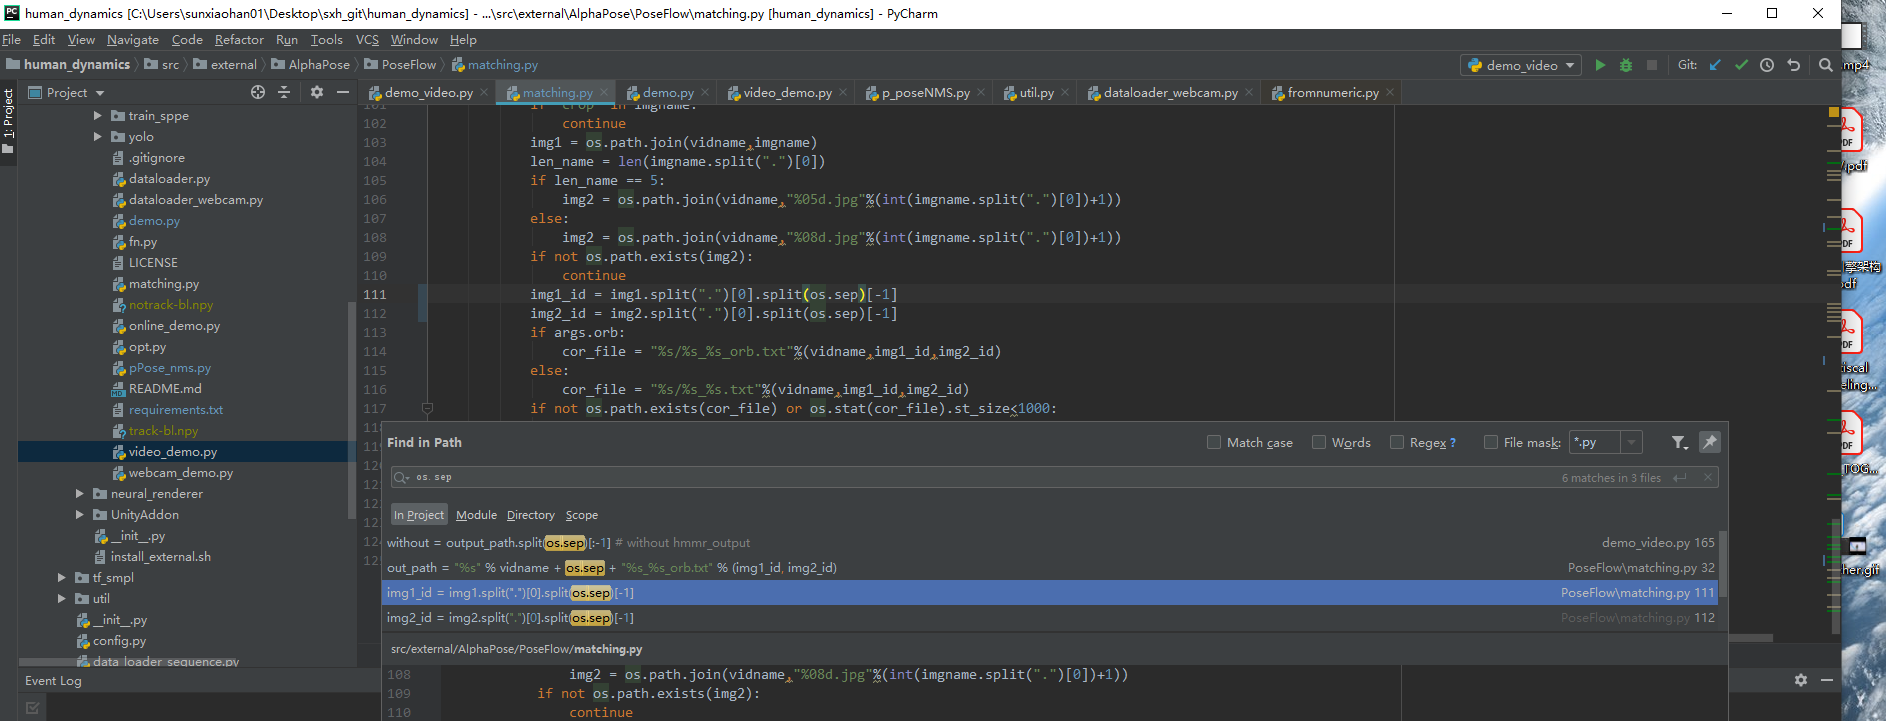 human_dynamics [C:\Users\sunxiaohan01\Desktop\sxh_git\human_dynamics] - ...\src\external\AlphaPose\PoseFlow\matching.py [human_dynamics] - PyCharm
File Edit View Navigate Code Refactor Run Tools VCS Window Help
human_dynamics src external AlphaPose PoseFlow matching.py
demo_video Git:
1: Project
Project
demo_video.py matching.py demo.py video_demo.py p_poseNMS.py util.py dataloader_webcam.py fromnumeric.py
train_sppe
yolo
.gitignore
dataloader.py
dataloader_webcam.py
demo.py
fn.py
LICENSE
matching.py
notrack-bl.npy
online_demo.py
opt.py
pPose_nms.py
README.md
requirements.txt
track-bl.npy
video_demo.py
webcam_demo.py
neural_renderer
UnityAddon
__init__.py
install_external.sh
tf_smpl
util
__init__.py
config.py
data_loader_sequence.py
Event Log
101 if "crop" in imgname:
102 continue
103 img1 = os.path.join(vidname,imgname)
104 len_name = len(imgname.split(".")[0])
105 if len_name == 5:
106 img2 = os.path.join(vidname,"%05d.jpg"%(int(imgname.split(".")[0])+1))
107 else:
108 img2 = os.path.join(vidname,"%08d.jpg"%(int(imgname.split(".")[0])+1))
109 if not os.path.exists(img2):
110 continue
111 img1_id = img1.split(".")[0].split(os.sep)[-1]
112 img2_id = img2.split(".")[0].split(os.sep)[-1]
113 if args.orb:
114 cor_file = "%s/%s_%s_orb.txt"%(vidname,img1_id,img2_id)
115 else:
116 cor_file = "%s/%s_%s.txt"%(vidname,img1_id,img2_id)
117 if not os.path.exists(cor_file) or os.stat(cor_file).st_size<1000:
Find in Path Match case Words Regex ? File mask: *.py
os.sep 6 matches in 3 files
In Project Module Directory Scope
without = output_path.split(os.sep)[:-1] # without hmmr_output demo_video.py 165
out_path = "%s" % vidname + os.sep + "%s_%s_orb.txt" % (img1_id, img2_id) PoseFlow\matching.py 32
img1_id = img1.split(".")[0].split(os.sep)[-1] PoseFlow\matching.py 111
img2_id = img2.split(".")[0].split(os.sep)[-1] PoseFlow\matching.py 112
src/external/AlphaPose/PoseFlow/matching.py
108 img2 = os.path.join(vidname,"%08d.jpg"%(int(imgname.split(".")[0])+1))
109 if not os.path.exists(img2):
110 continue
.mp4
PDF
.pdf
PDF
擎架构
df
PDF
iscal
eling...
PDF
_TOG...
her.gif